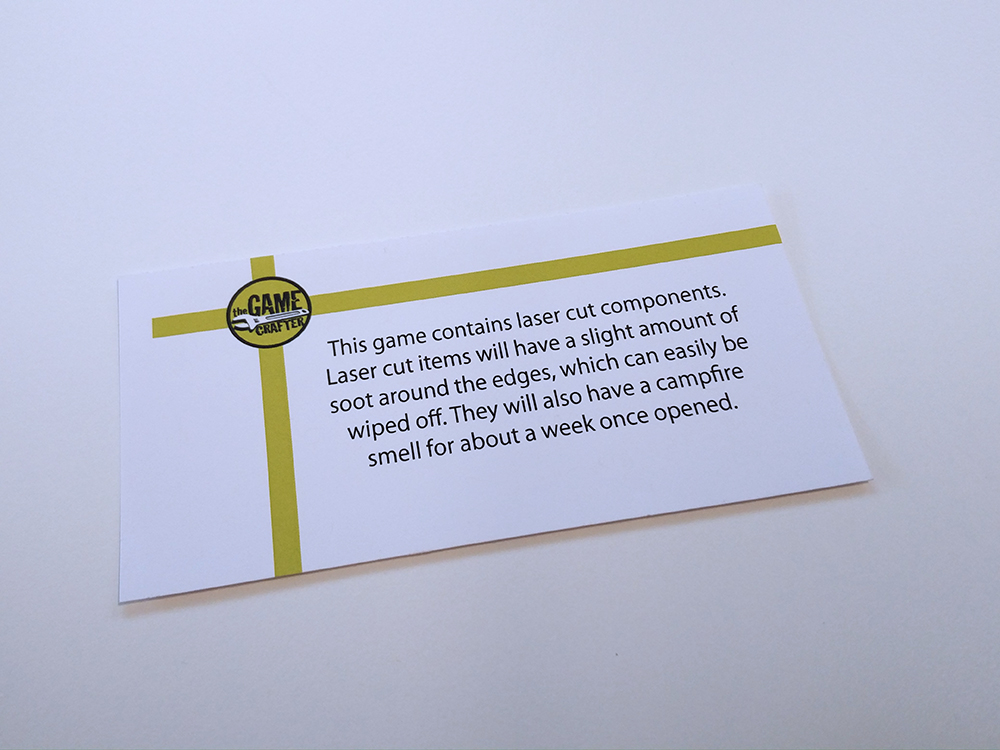 the GAME
CRAFTER
This game contains laser cut components.
Laser cut items will have a slight amount of
soot around the edges, which can easily be
wiped off. They will also have a campfire
smell for about a week once opened.